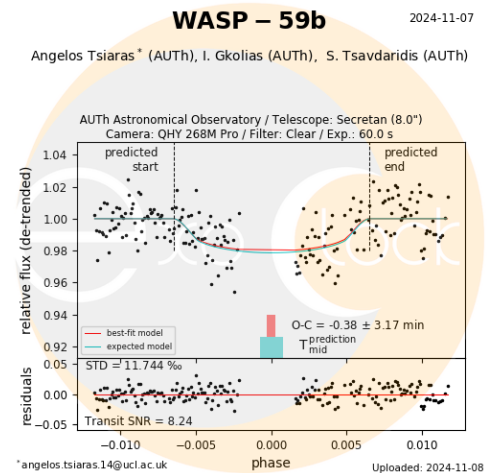 WASP − 59b
2024-11-07
Angelos Tsiaras* (AUTh), I. Gkolias (AUTh), S. Tsavdaridis (AUTh)
AUTh Astronomical Observatory / Telescope: Secretan (8.0")
Camera: QHY 268M Pro / Filter: Clear / Exp.: 60.0 s
predicted
start
predicted
end
relative flux (de-trended)
1.04
1.02
1.00
0.98
0.96
0.94
0.92
best-fit model
expected model
O-C = -0.38 ± 3.17 min
T prediction mid
residuals
0.05
0.00
−0.05
STD = 11.744 ‰
Transit SNR = 8.24
−0.010
−0.005
0.000
0.005
0.010
phase
*angelos.tsiaras.14@ucl.ac.uk
Uploaded: 2024-11-08